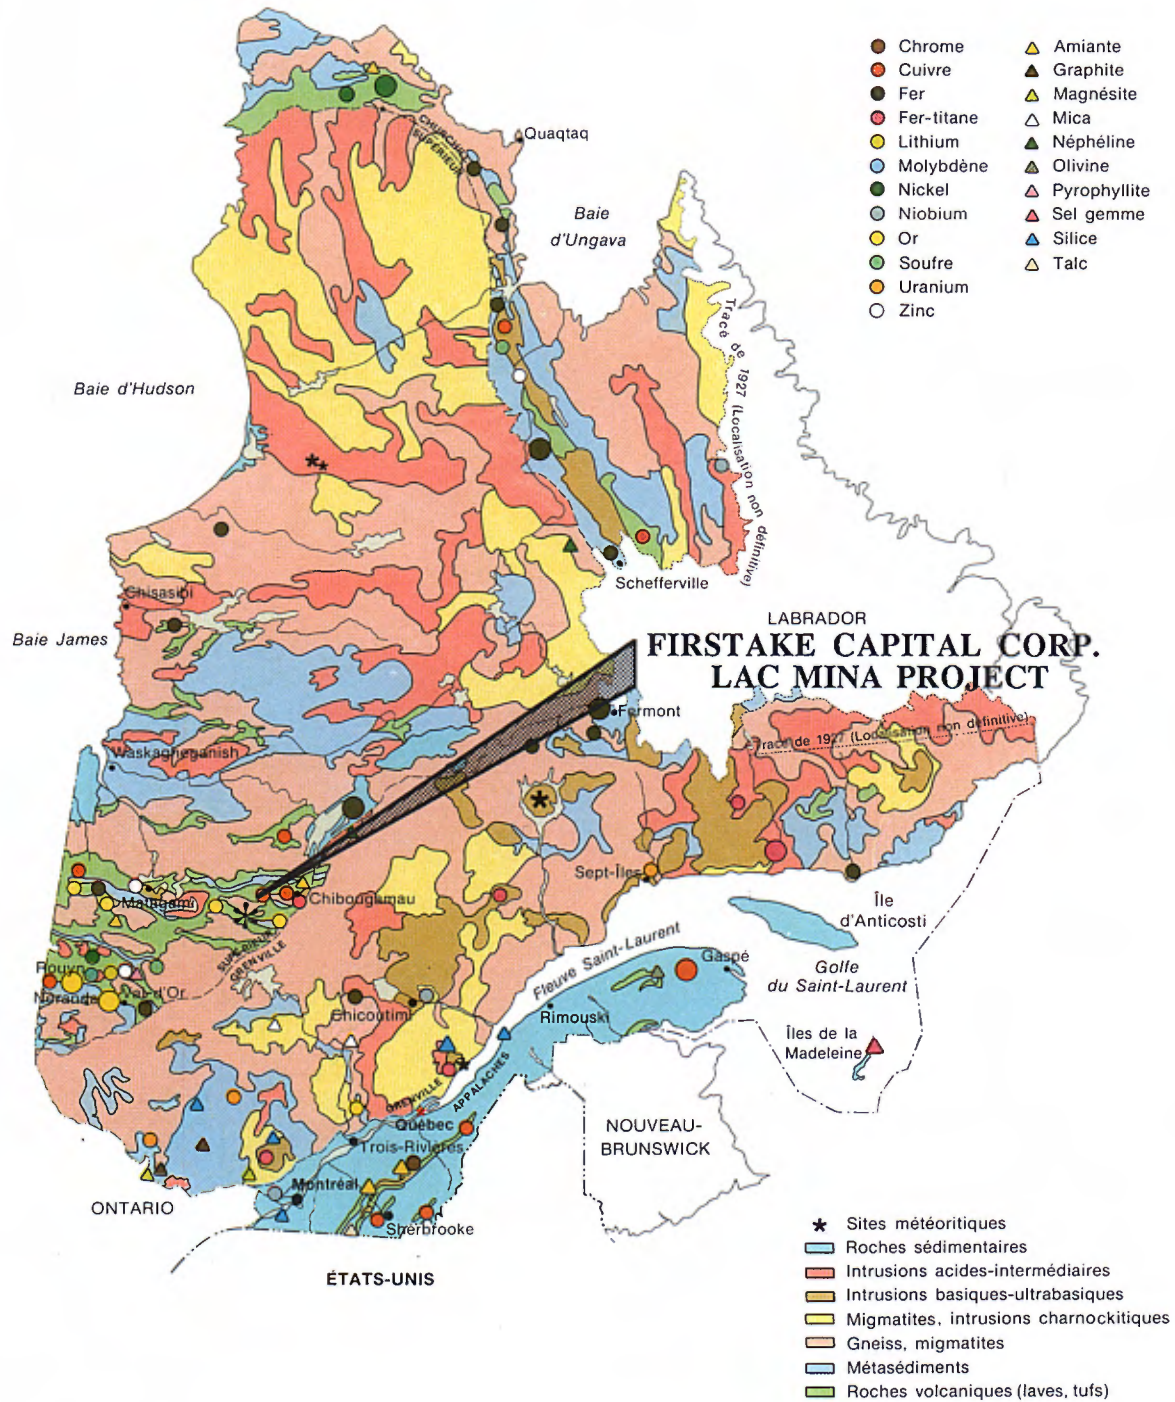 Chrome
Cuivre
Fer
Fer-titane
Lithium
Molybdène
Nickel
Niobium
Or
Soufre
Uranium
Zinc
Amiante
Graphite
Magnésite
Mica
Néphéline
Olivine
Pyrophyllite
Sel gemme
Silice
Talc
CHURCHILL
SUPÉRIEUR
Quaqtaq
Baie
d'Ungava
Baie d'Hudson
Tracé de 1927 (Localisation non définitive)
Schefferville
Chisasibi
Baie James
LABRADOR
FIRSTAKE CAPITAL CORP.
LAC MINA PROJECT
Fermont
Tracé de 1927 (Localisation non définitive)
Waskagheganish
Sept-Îles
Matagami
Chibougamau
Île
d'Anticosti
SUPÉRIEUR
GRENVILLE
Fleuve Saint-Laurent
Gaspé
Golfe
du Saint-Laurent
Rouyn
Noranda
Val-d'Or
Chicoutimi
Rimouski
Îles de la
Madeleine
GRENVILLE
APPALACHES
Québec
Trois-Rivières
NOUVEAU-
BRUNSWICK
Montréal
ONTARIO
Sherbrooke
ÉTATS-UNIS
Sites météoritiques
Roches sédimentaires
Intrusions acides-intermédiaires
Intrusions basiques-ultrabasiques
Migmatites, intrusions charnockitiques
Gneiss, migmatites
Métasédiments
Roches volcaniques (laves, tufs)